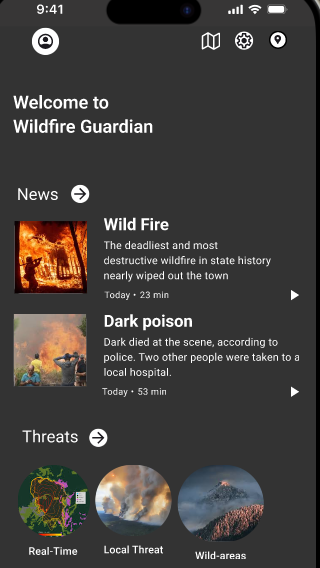 9:41
Welcome to
Wildfire Guardian
News
Wild Fire
The deadliest and most
destructive wildfire in state history
nearly wiped out the town
Today • 23 min
Dark poison
Dark died at the scene, according to
police. Two other people were taken to a
local hospital.
Today • 53 min
Threats
Real-Time
Local Threat
Wild-areas